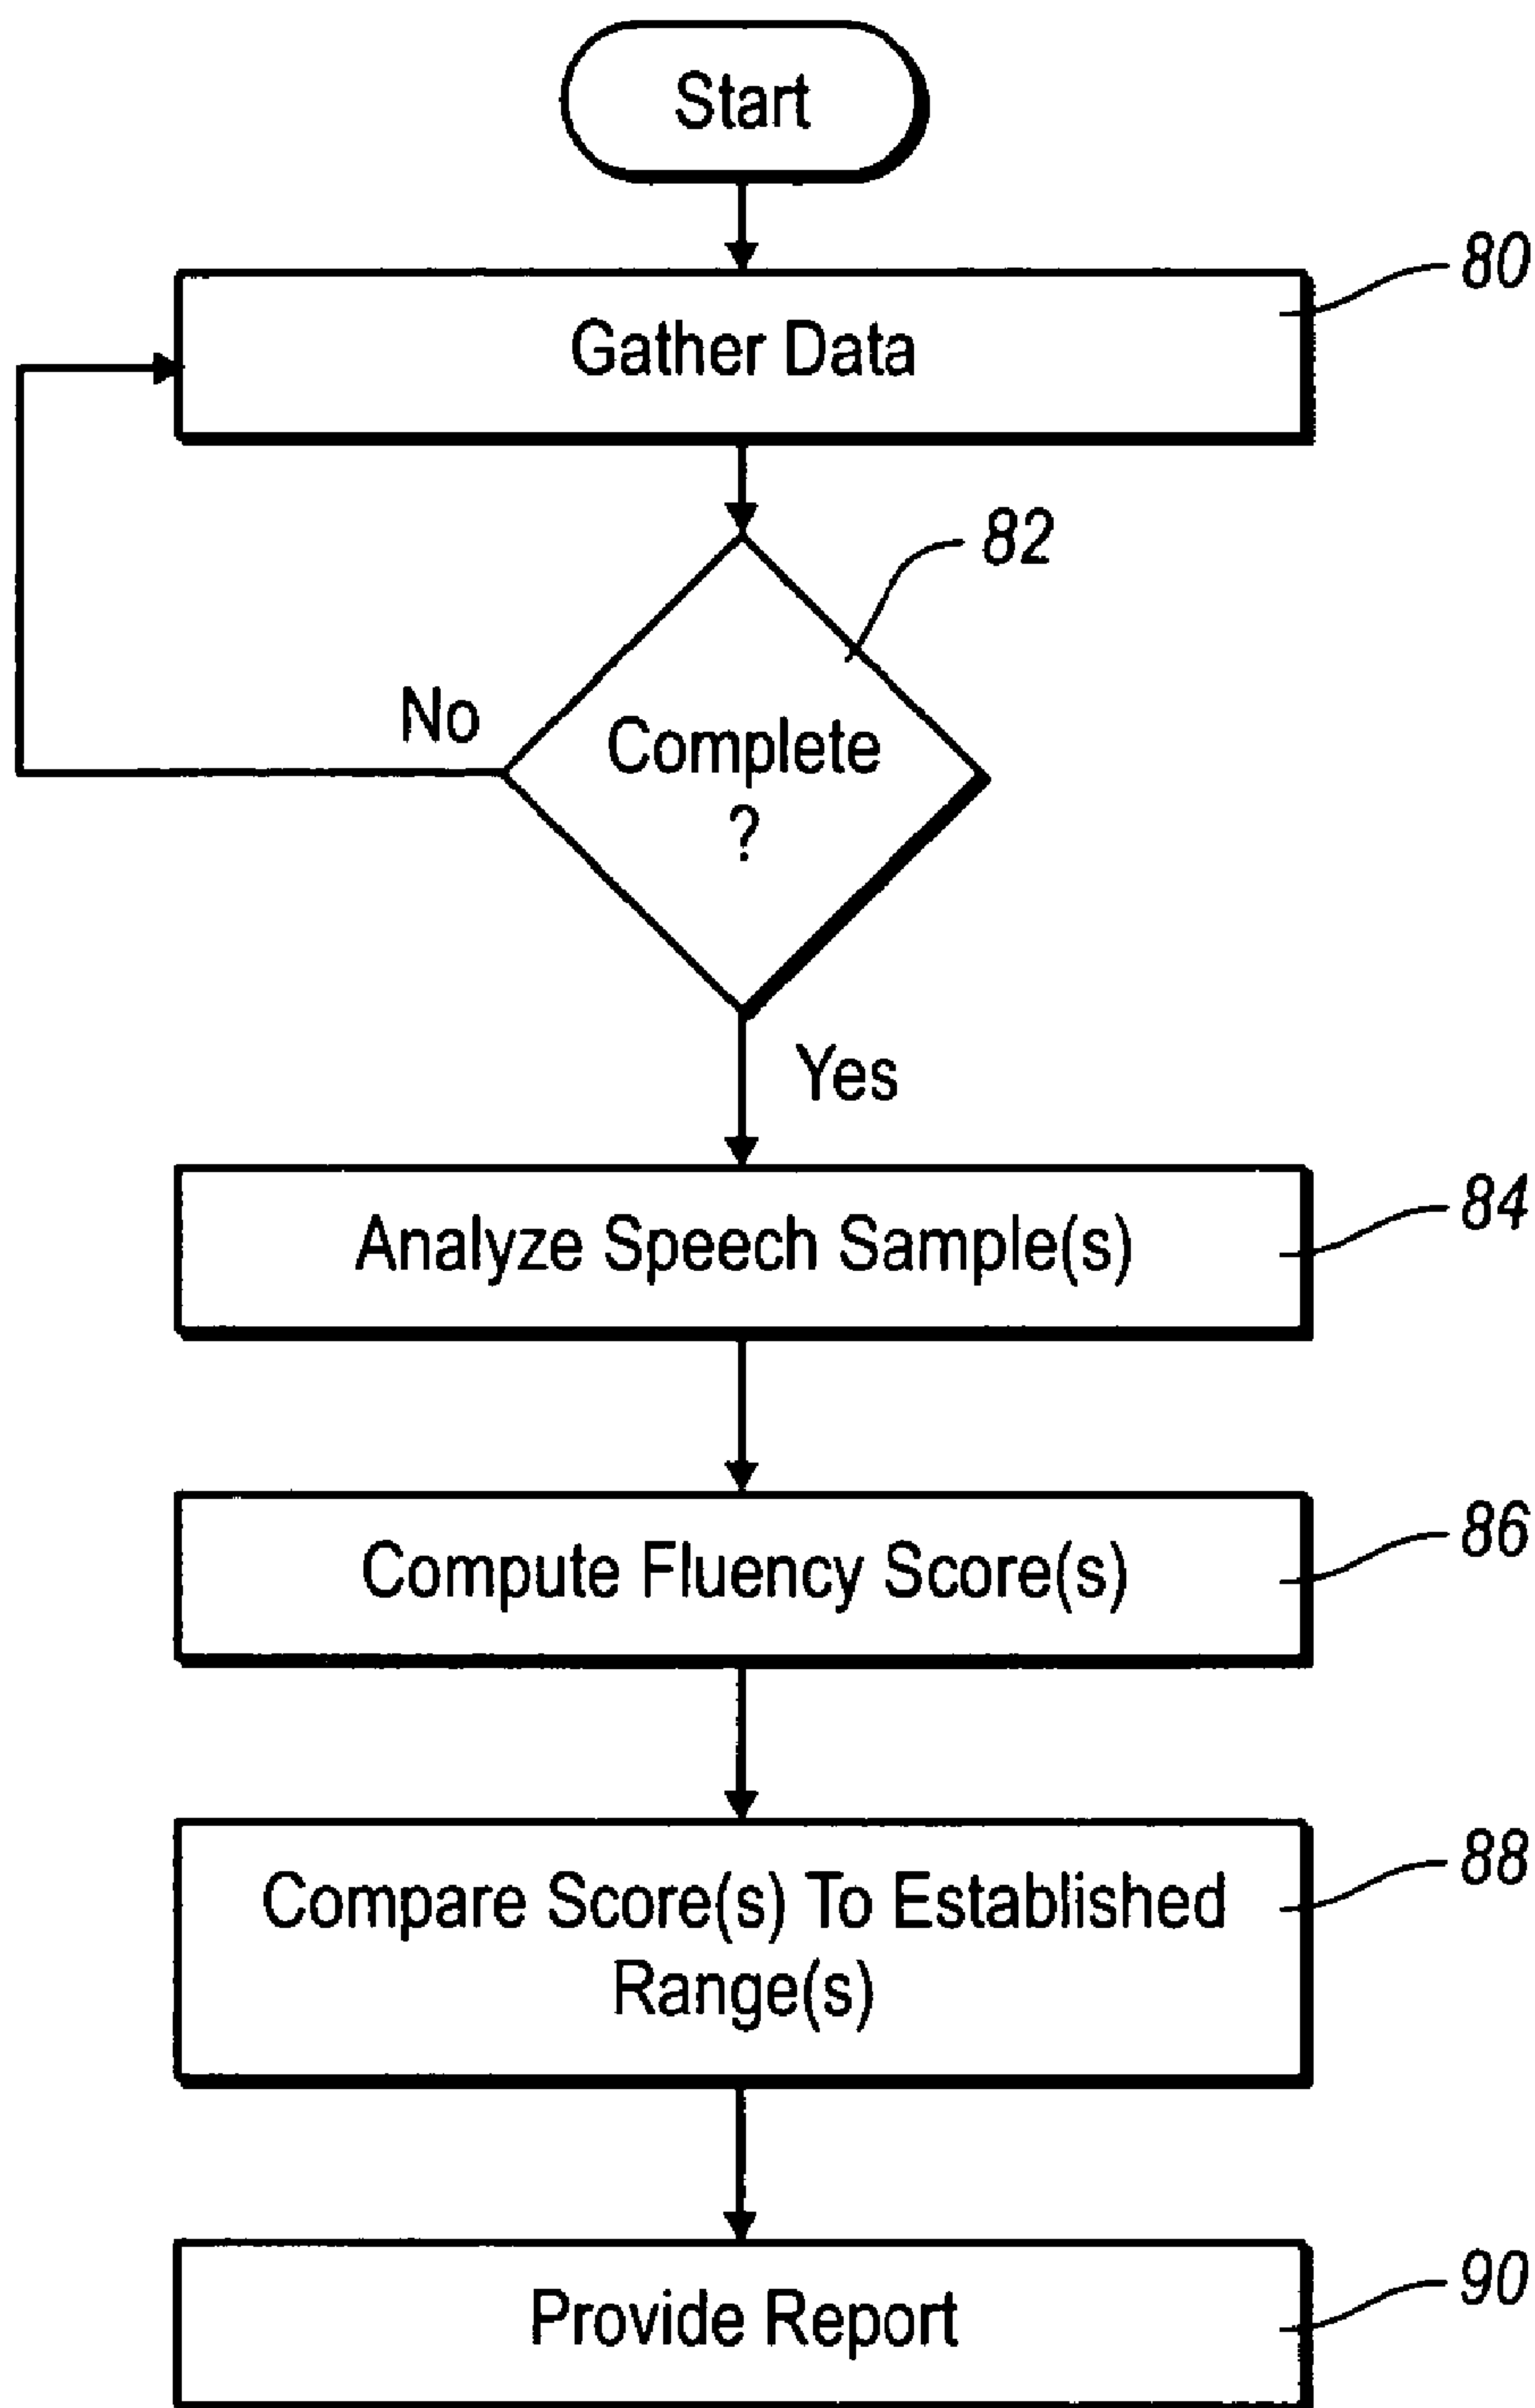 Start
80
Gather Data
82
No
Complete
?
Yes
84
Analyze Speech Sample(s)
86
Compute Fluency Score(s)
88
Compare Score(s) To Established
Range(s)
90
Provide Report